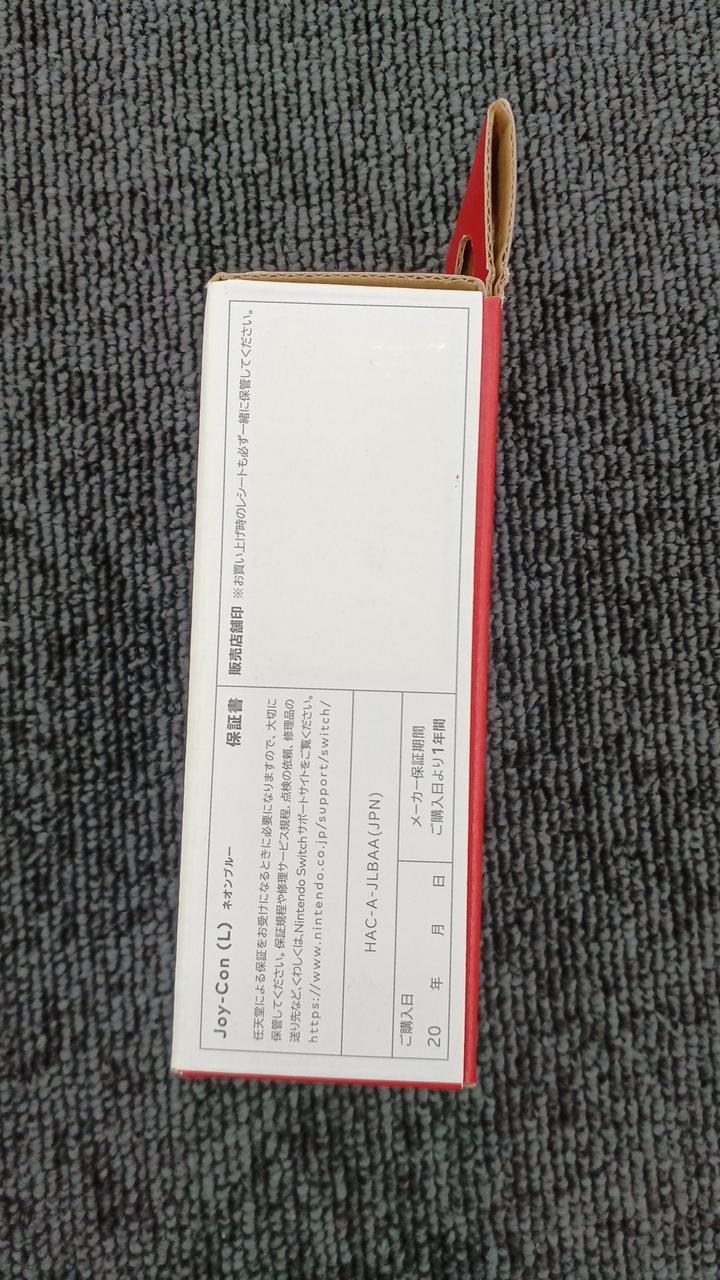 Joy-Con (L) ネオンブルー 保証書
任天堂による保証をお受けになるときに必要になりますので、大切に
保管してください。保証規程や修理サービス規程、点検の依頼、修理品の
送り先など、くわしくは、Nintendo Switchサポートサイトをご覧ください。
https://www.nintendo.co.jp/support/switch/
HAC-A-JLBAA(JPN)
ご購入日
20 年 月 日
メーカー保証期間
ご購入日より1年間
販売店舗印 ※お買い上げ時のレシートも必ず一緒に保管してください。